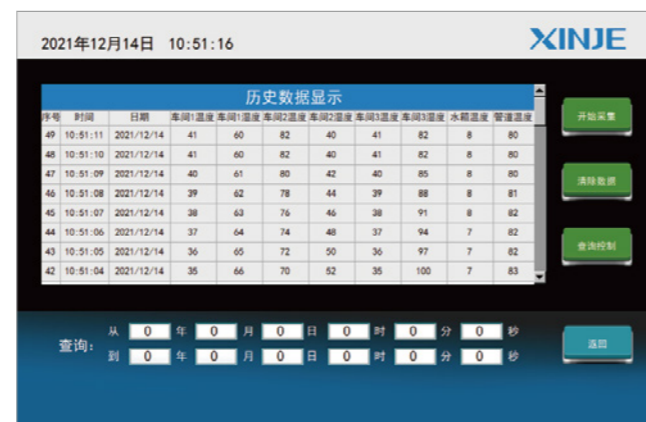 2021年12月14日 10:51:16
XINJE
历史数据显示
序号 时间 日期 车间1温度 车间1湿度 车间2温度 车间2湿度 车间3温度 车间3湿度 水箱温度 管道温度
49 10:51:11 2021/12/14 41 60 82 40 41 82 8 80
48 10:51:10 2021/12/14 41 60 82 40 41 82 8 80
47 10:51:09 2021/12/14 40 61 80 42 40 85 8 80
46 10:51:08 2021/12/14 39 62 78 44 39 88 8 81
45 10:51:07 2021/12/14 38 63 76 46 38 91 8 82
44 10:51:06 2021/12/14 37 64 74 48 37 94 7 82
43 10:51:05 2021/12/14 36 65 72 50 36 97 7 82
42 10:51:04 2021/12/14 35 66 70 52 35 100 7 83
开始采集
清除数据
查询控制
查询:
从 0 年 0 月 0 日 0 时 0 分 0 秒
到 0 年 0 月 0 日 0 时 0 分 0 秒
返回